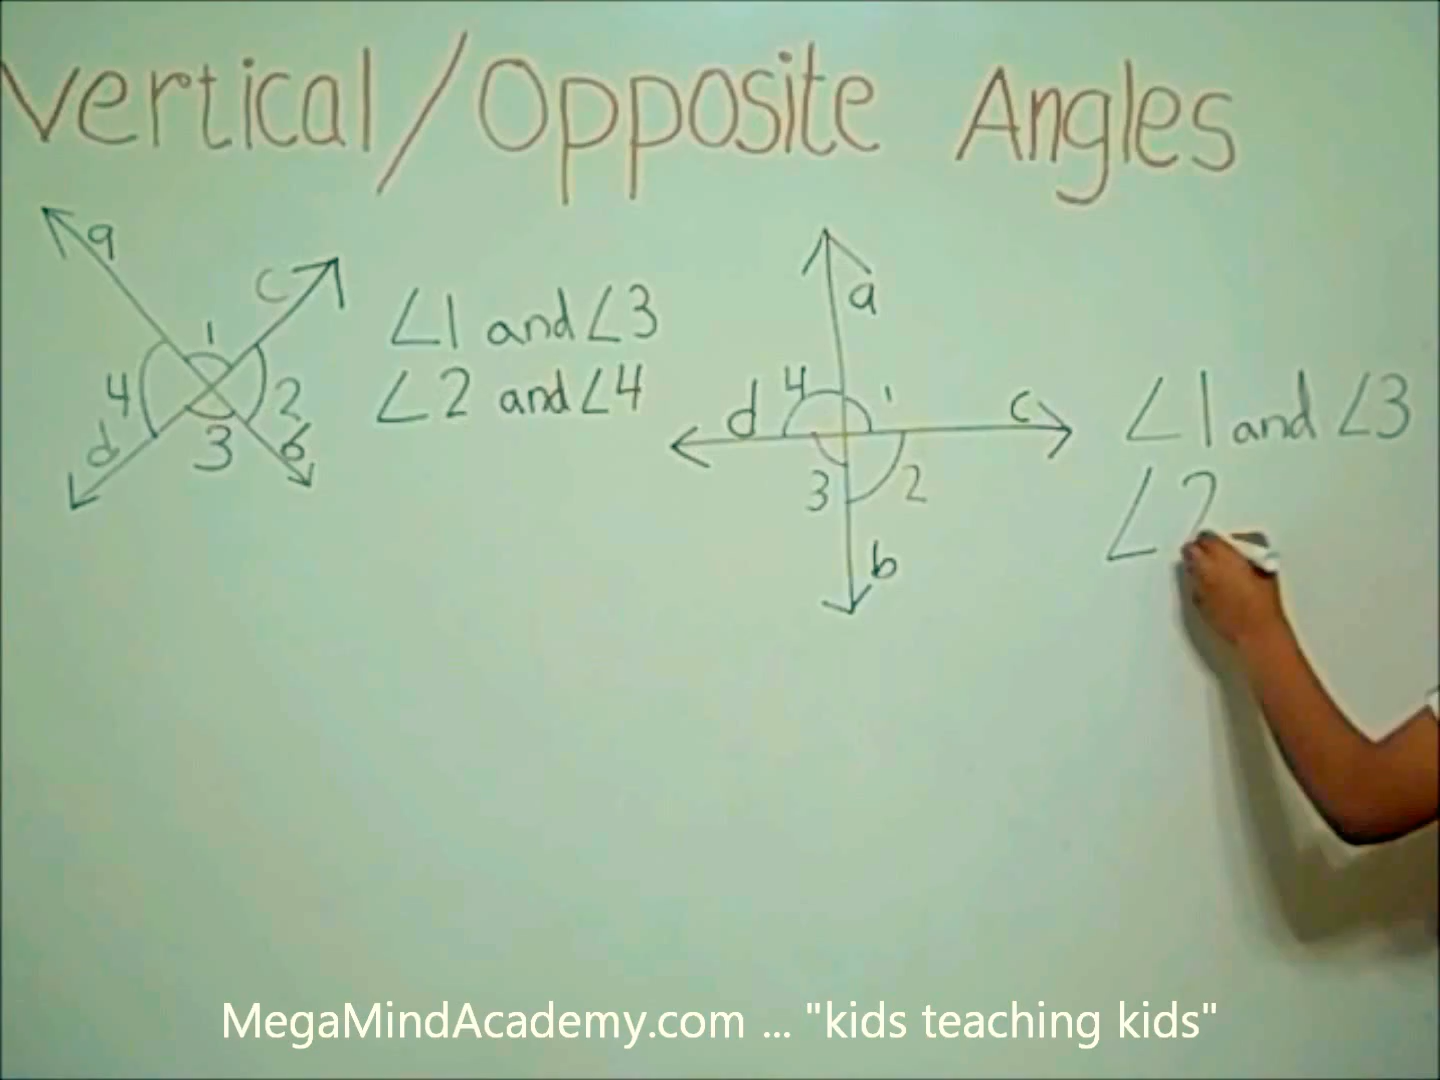 Vertical/Opposite Angles
a
c
1
4
2
d
3
b
∠1 and ∠3
∠2 and ∠4
a
4
1
d
c
3
2
b
∠1 and ∠3
∠2
MegaMindAcademy.com ... "kids teaching kids"